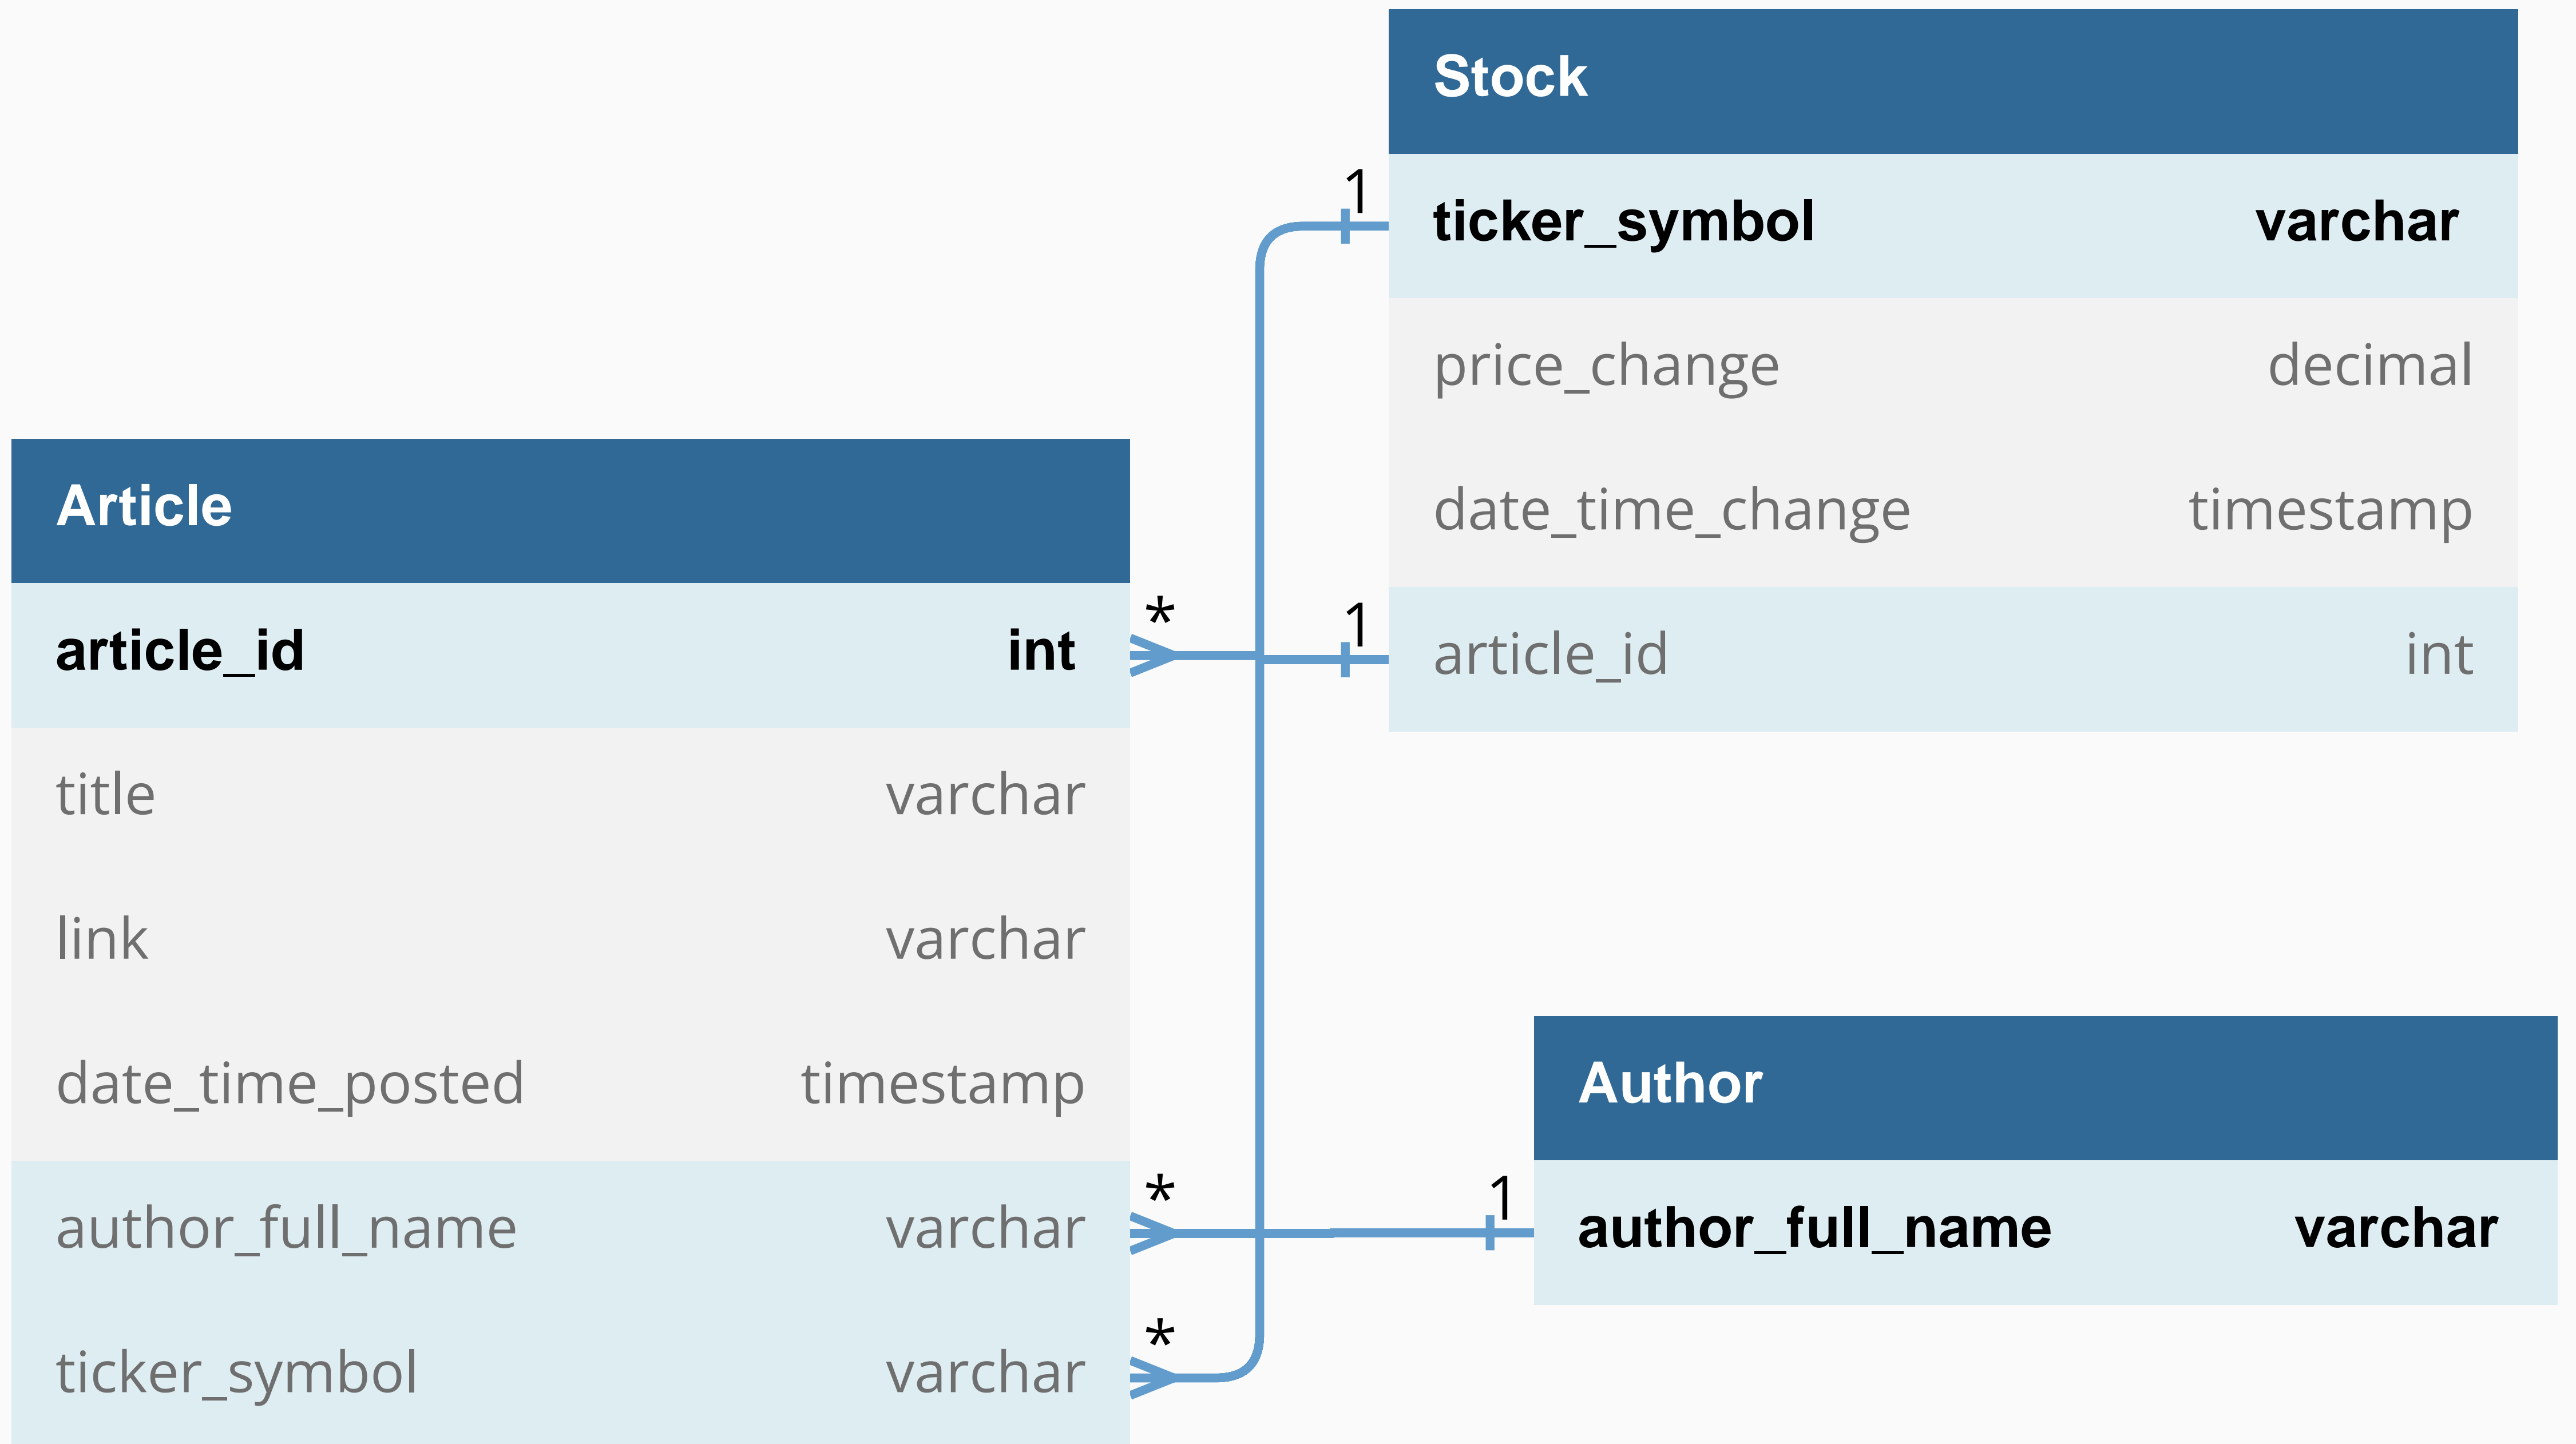 Stock
ticker_symbol varchar
price_change decimal
date_time_change timestamp
1 article_id int
1
Article
article_id int *
title varchar
link varchar
date_time_posted timestamp
author_full_name varchar *
ticker_symbol varchar *
Author
1 author_full_name varchar